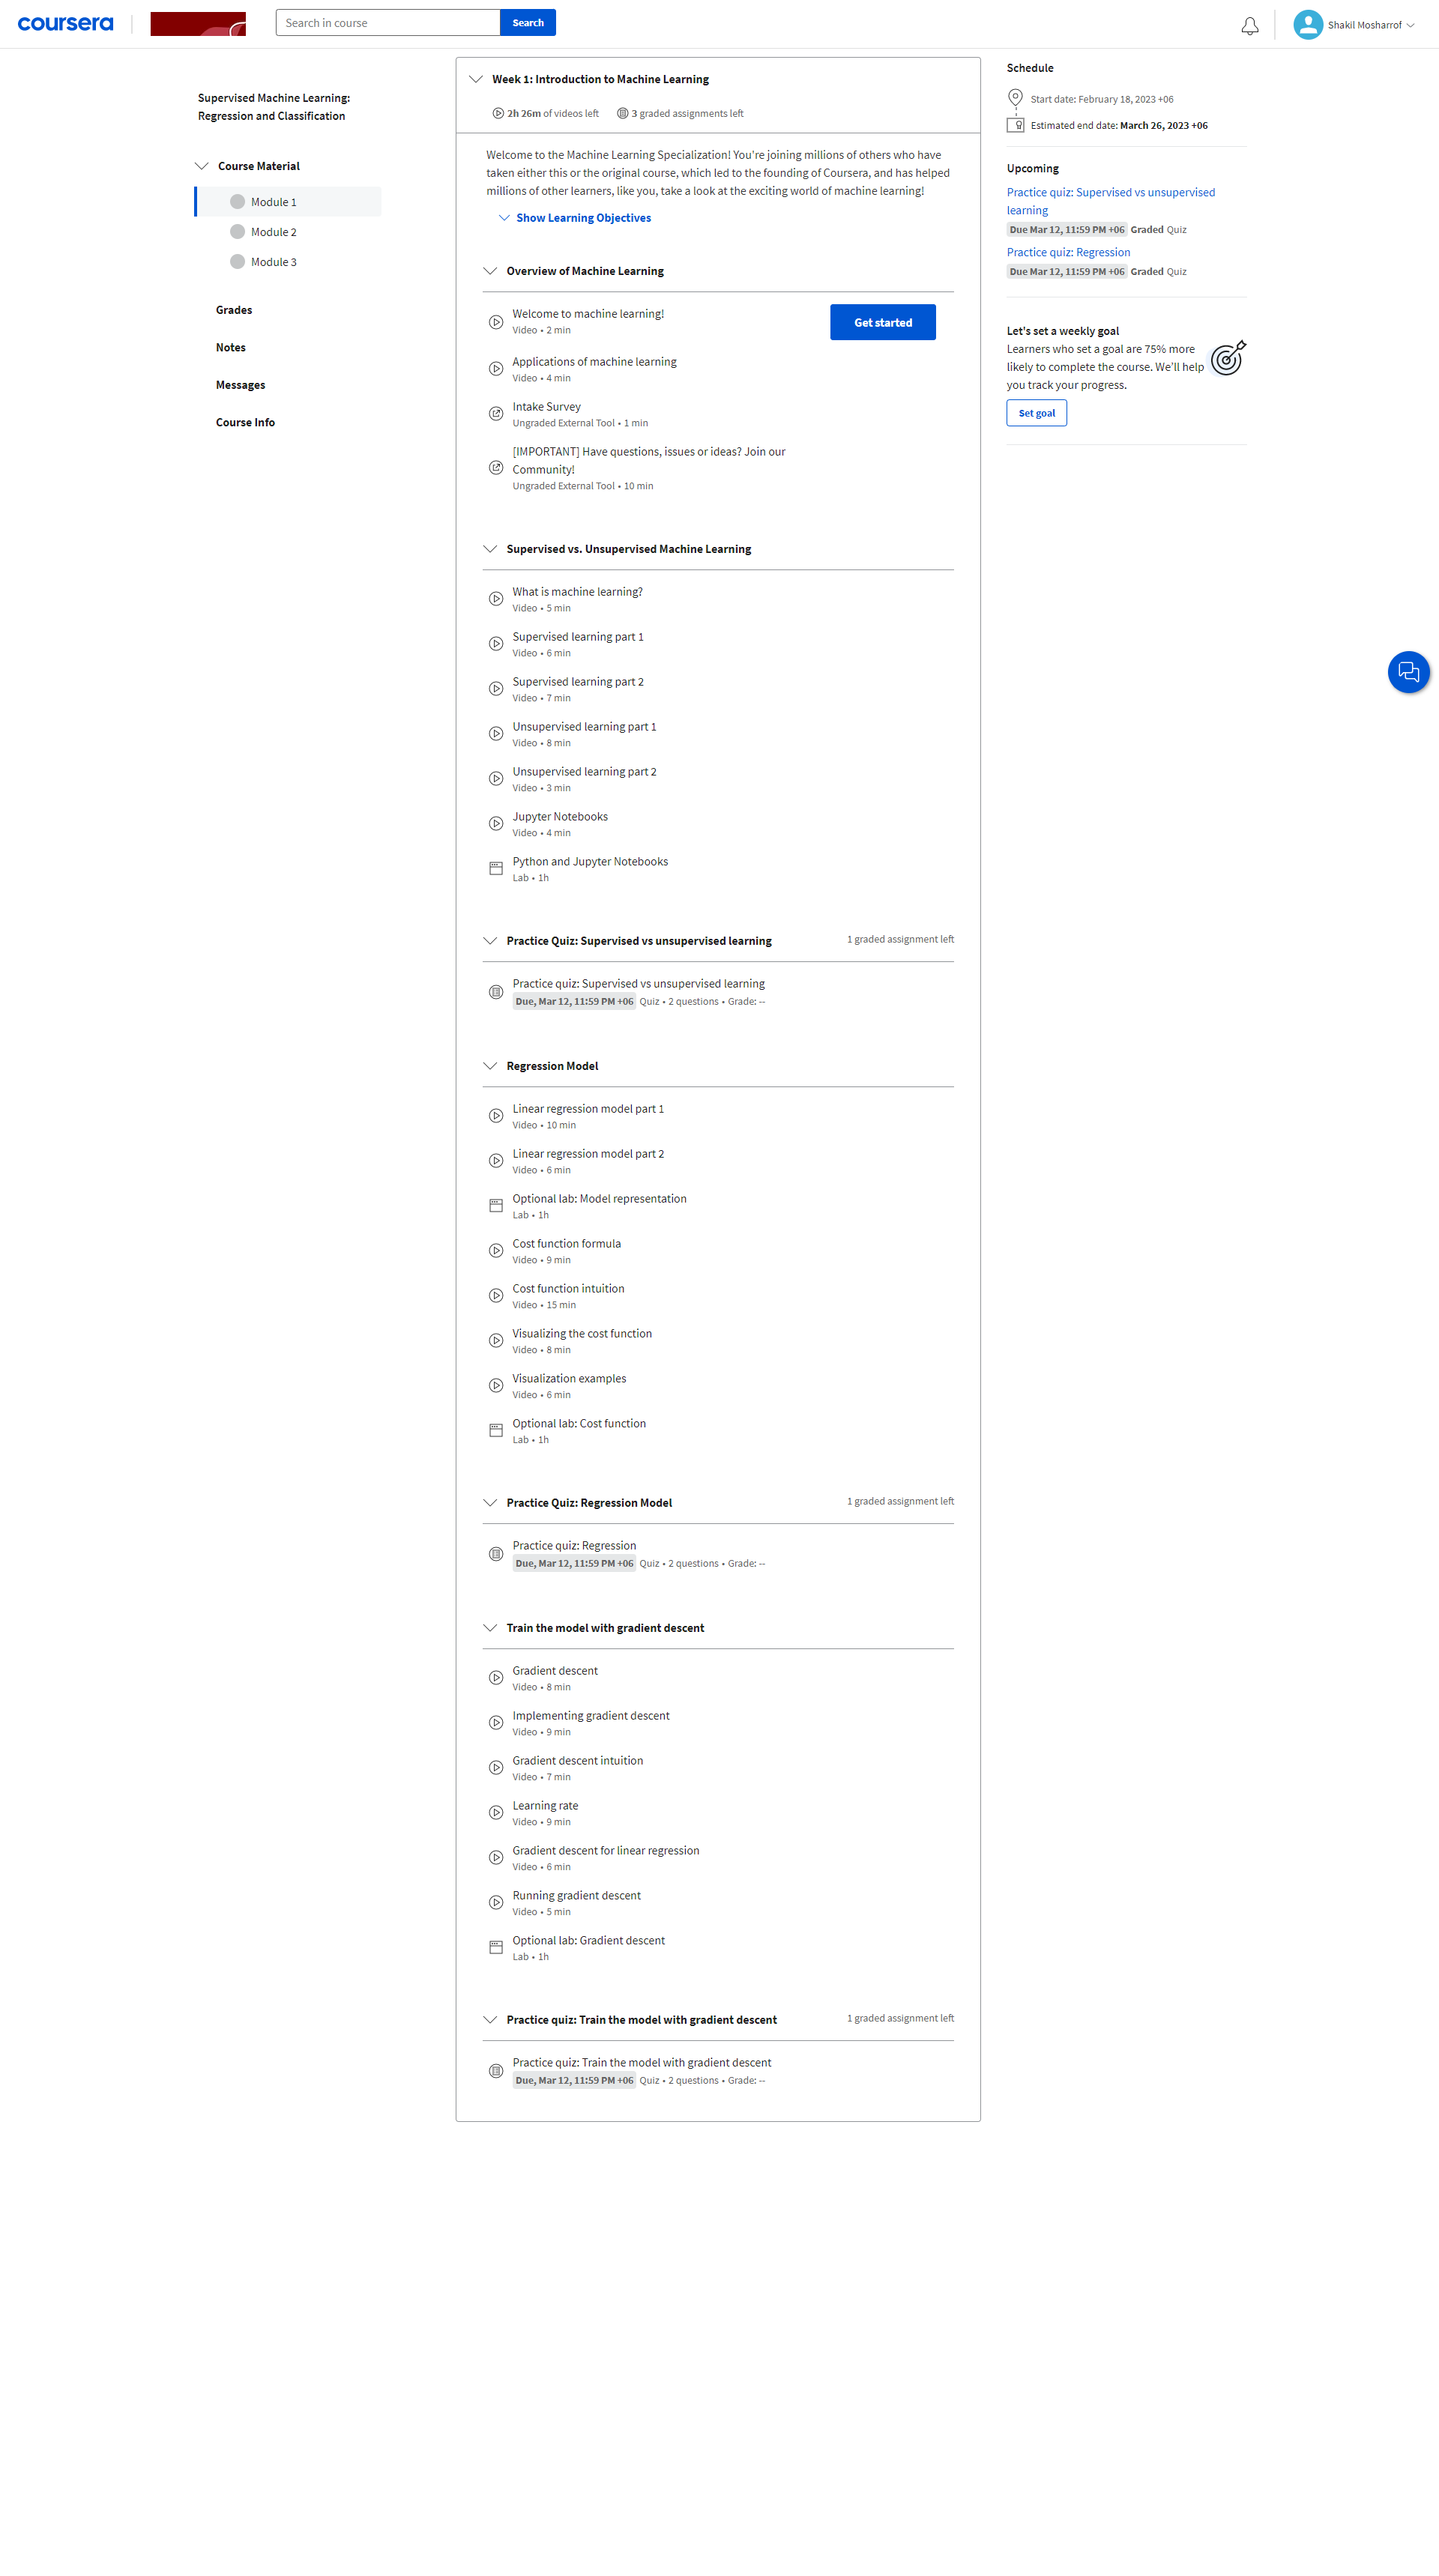 coursera
Search in course
Search
Shakil Mosharrof
Supervised Machine Learning:
Regression and Classification
Course Material
Module 1
Module 2
Module 3
Grades
Notes
Messages
Course Info
Week 1: Introduction to Machine Learning
2h 26m of videos left
3 graded assignments left
Welcome to the Machine Learning Specialization! You're joining millions of others who have
taken either this or the original course, which led to the founding of Coursera, and has helped
millions of other learners, like you, take a look at the exciting world of machine learning!
Show Learning Objectives
Overview of Machine Learning
Welcome to machine learning!
Video • 2 min
Get started
Applications of machine learning
Video • 4 min
Intake Survey
Ungraded External Tool • 1 min
[IMPORTANT] Have questions, issues or ideas? Join our
Community!
Ungraded External Tool • 10 min
Supervised vs. Unsupervised Machine Learning
What is machine learning?
Video • 5 min
Supervised learning part 1
Video • 6 min
Supervised learning part 2
Video • 7 min
Unsupervised learning part 1
Video • 8 min
Unsupervised learning part 2
Video • 3 min
Jupyter Notebooks
Video • 4 min
Python and Jupyter Notebooks
Lab • 1h
Practice Quiz: Supervised vs unsupervised learning
1 graded assignment left
Practice quiz: Supervised vs unsupervised learning
Due, Mar 12, 11:59 PM +06 Quiz • 2 questions • Grade: --
Regression Model
Linear regression model part 1
Video • 10 min
Linear regression model part 2
Video • 6 min
Optional lab: Model representation
Lab • 1h
Cost function formula
Video • 9 min
Cost function intuition
Video • 15 min
Visualizing the cost function
Video • 8 min
Visualization examples
Video • 6 min
Optional lab: Cost function
Lab • 1h
Practice Quiz: Regression Model
1 graded assignment left
Practice quiz: Regression
Due, Mar 12, 11:59 PM +06 Quiz • 2 questions • Grade: --
Train the model with gradient descent
Gradient descent
Video • 8 min
Implementing gradient descent
Video • 9 min
Gradient descent intuition
Video • 7 min
Learning rate
Video • 9 min
Gradient descent for linear regression
Video • 6 min
Running gradient descent
Video • 5 min
Optional lab: Gradient descent
Lab • 1h
Practice quiz: Train the model with gradient descent
1 graded assignment left
Practice quiz: Train the model with gradient descent
Due, Mar 12, 11:59 PM +06 Quiz • 2 questions • Grade: --
Schedule
Start date: February 18, 2023 +06
Estimated end date: March 26, 2023 +06
Upcoming
Practice quiz: Supervised vs unsupervised
learning
Due Mar 12, 11:59 PM +06 Graded Quiz
Practice quiz: Regression
Due Mar 12, 11:59 PM +06 Graded Quiz
Let's set a weekly goal
Learners who set a goal are 75% more
likely to complete the course. We'll help
you track your progress.
Set goal